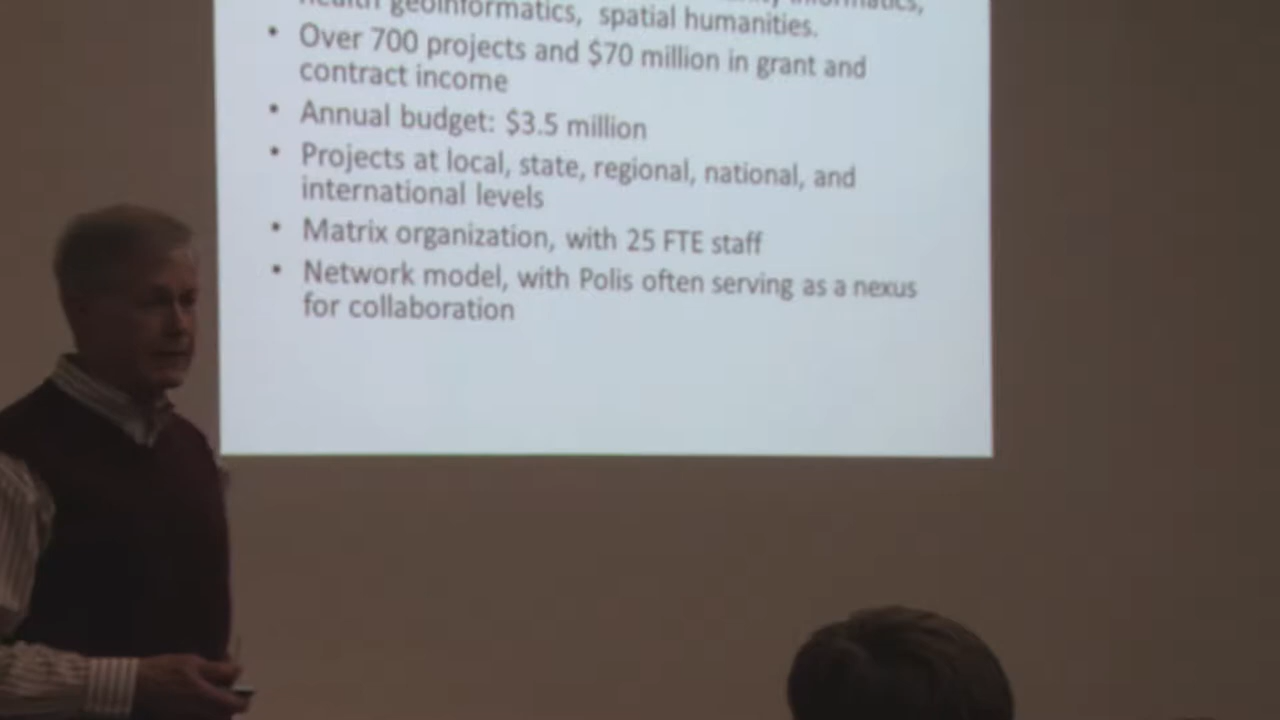 health geoinformatics, spatial humanities.
• Over 700 projects and $70 million in grant and
contract income
• Annual budget: $3.5 million
• Projects at local, state, regional, national, and
international levels
• Matrix organization, with 25 FTE staff
• Network model, with Polis often serving as a nexus
for collaboration